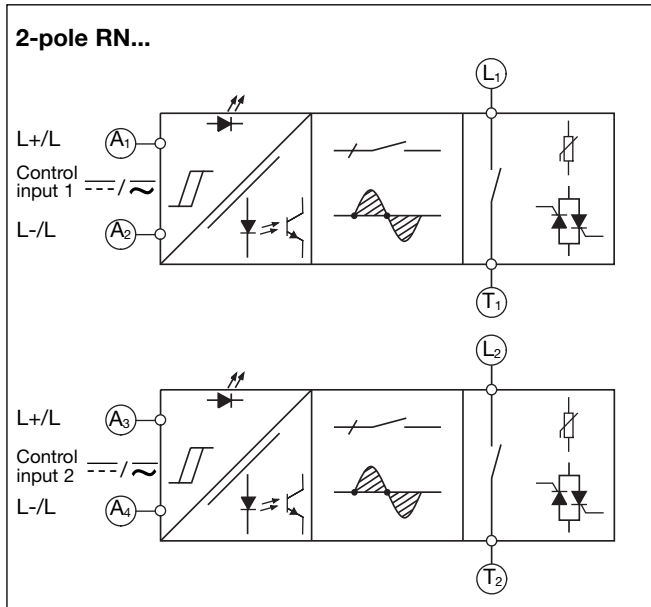 2-pole RN...
L1
L+/L A1
Control
input 1
L-/L A2
T1
L2
L+/L A3
Control
input 2
L-/L A4
T2